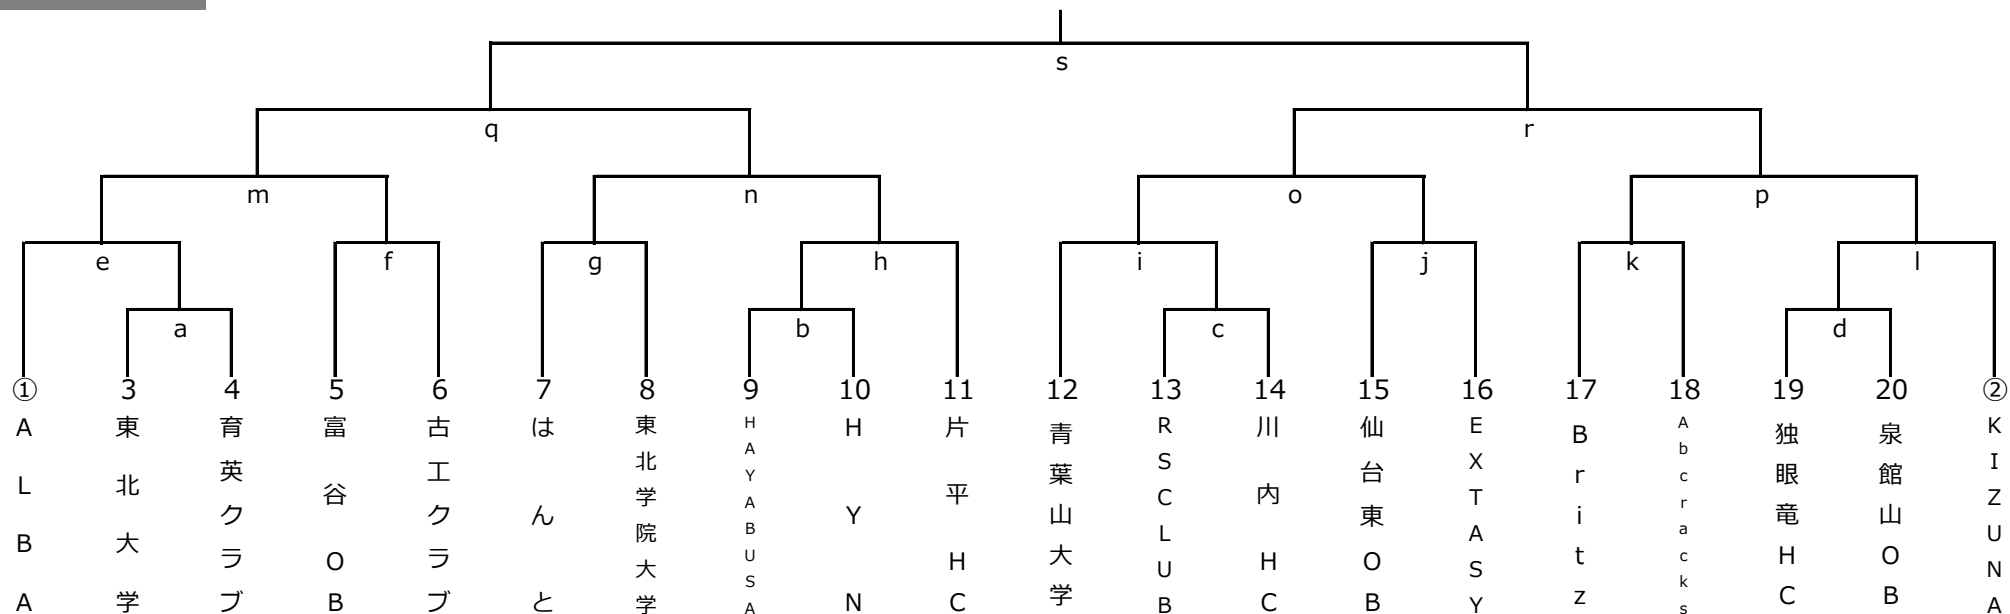 s
q r
m n o p
e f g h i j k l
a b c d
① 3 4 5 6 7 8 9 10 11 12 13 14 15 16 17 18 19 20 ②
ALBA
東北大学
育英クラブ
富谷OB
古工クラブ
はんと
東北学院大学
HAYABUSA
HYN
片平HC
青葉山大学
RSCLUB
川内HC
仙台東OB
EXTASY
Britz
Abcracks
独眼竜HC
泉館山OB
KIZUNA